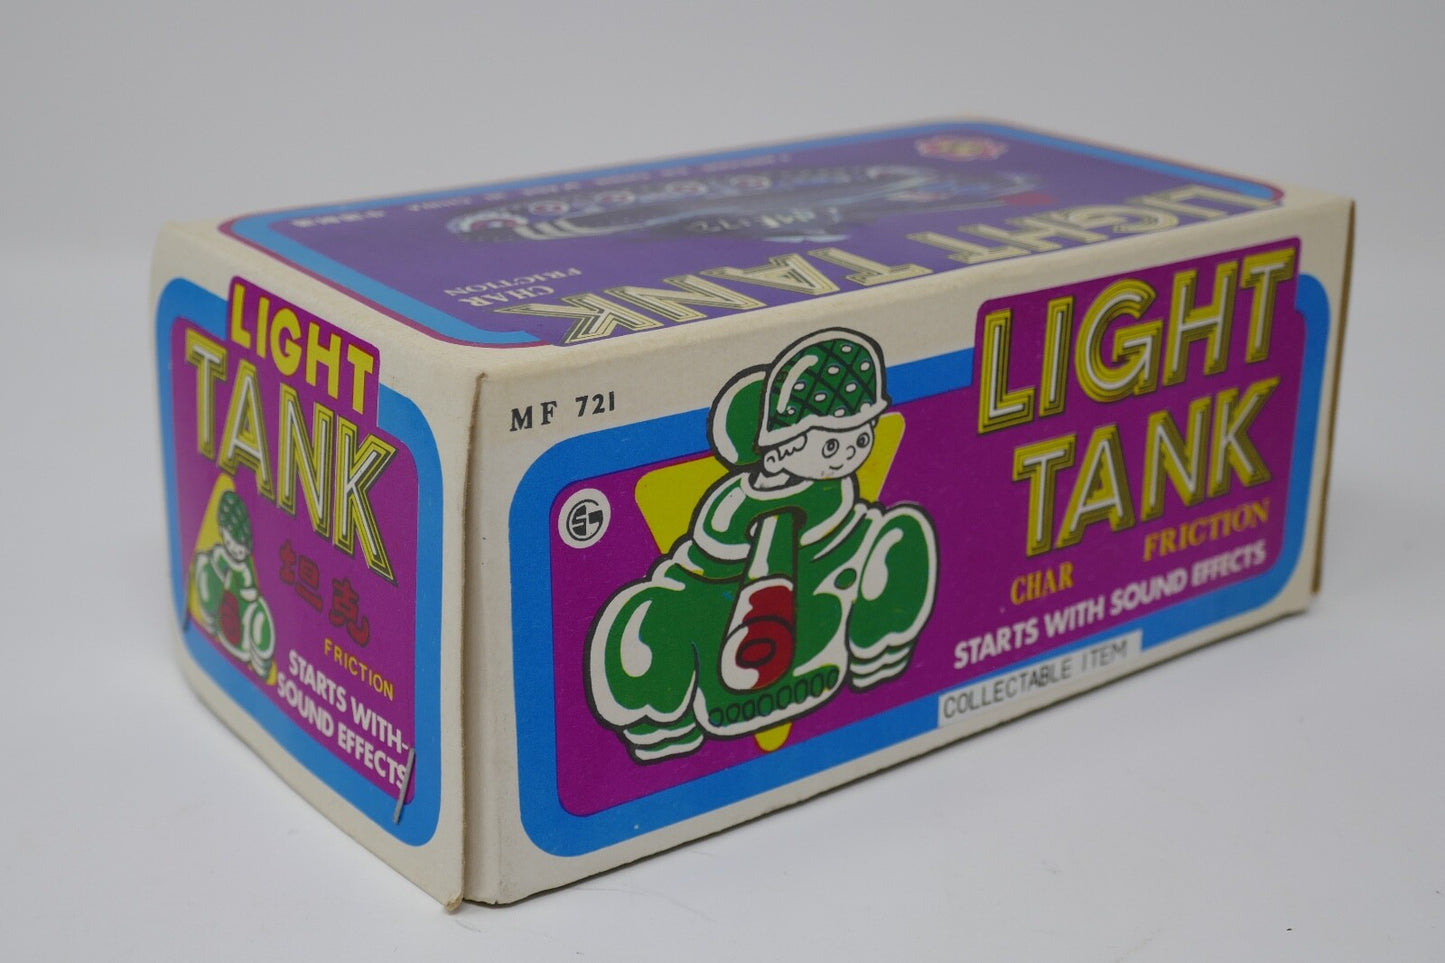 LIGHT
TANK
坦克
FRICTION
STARTS WITH-
SOUND EFFECTS
MF 721
LIGHT
TANK
CHAR FRICTION
STARTS WITH SOUND EFFECTS
COLLECTABLE ITEM
LIGHT TANK
CHAR
FRICTION